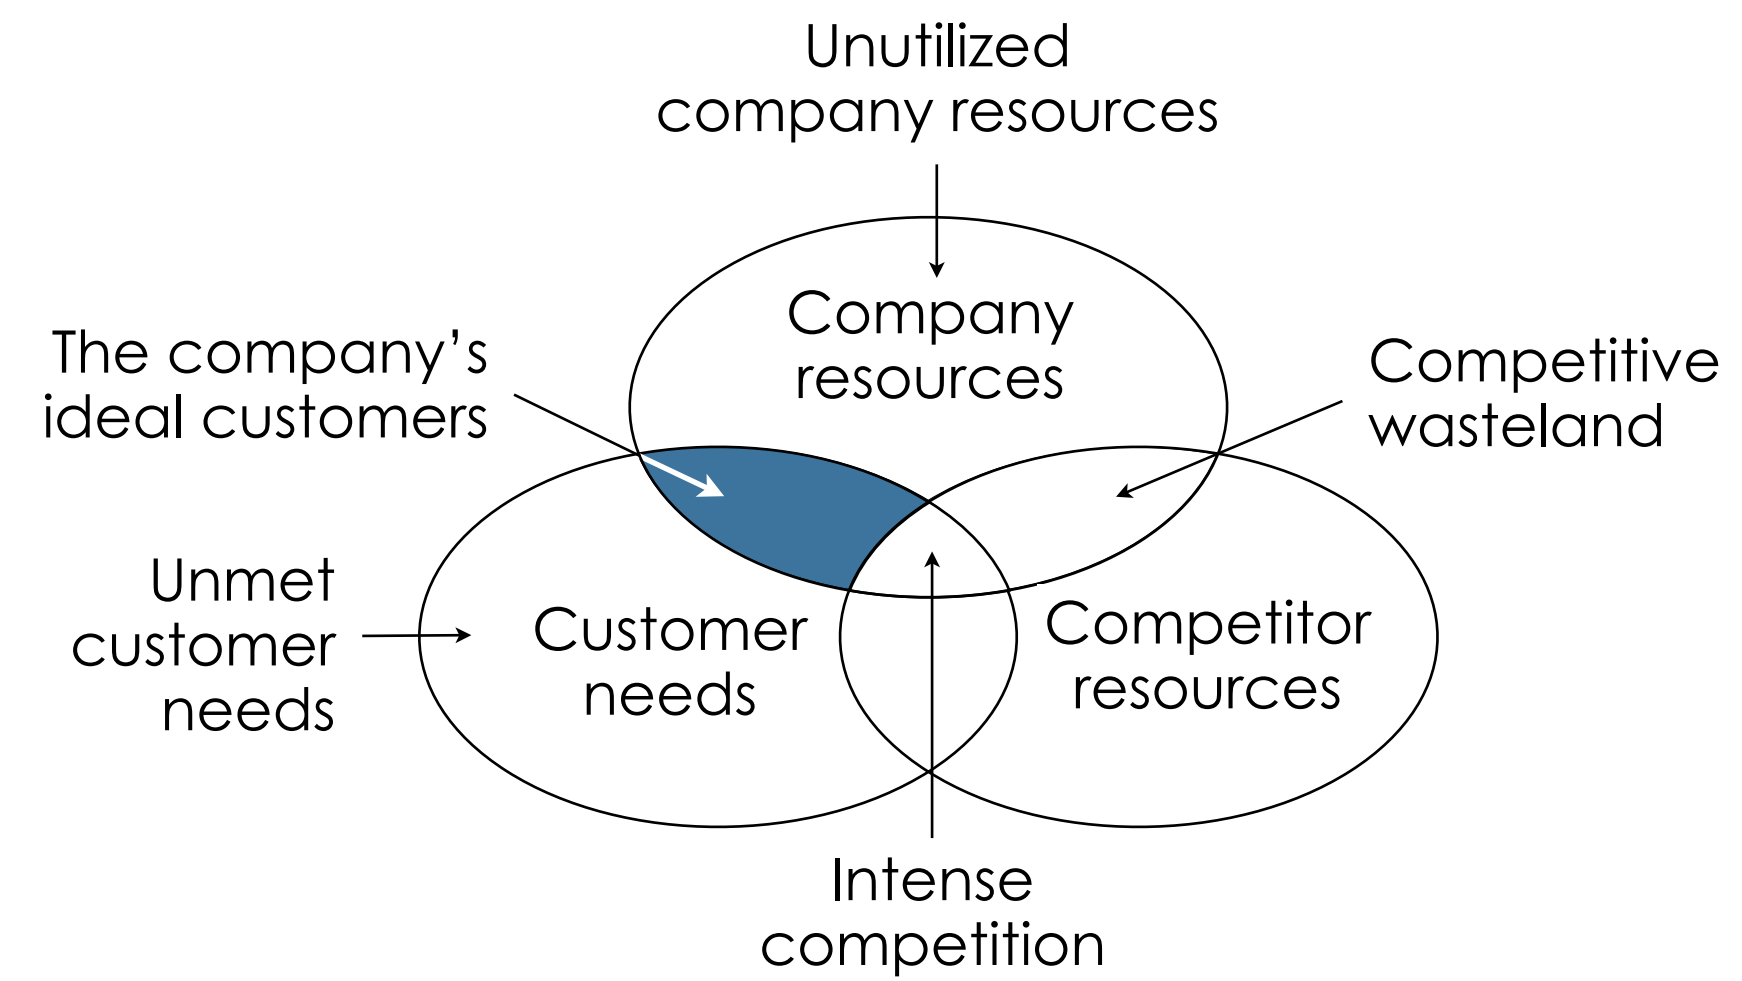 Unutilized
company resources
Company
resources
The company’s
ideal customers
Competitive
wasteland
Unmet
customer
needs
Customer
needs
Competitor
resources
Intense
competition